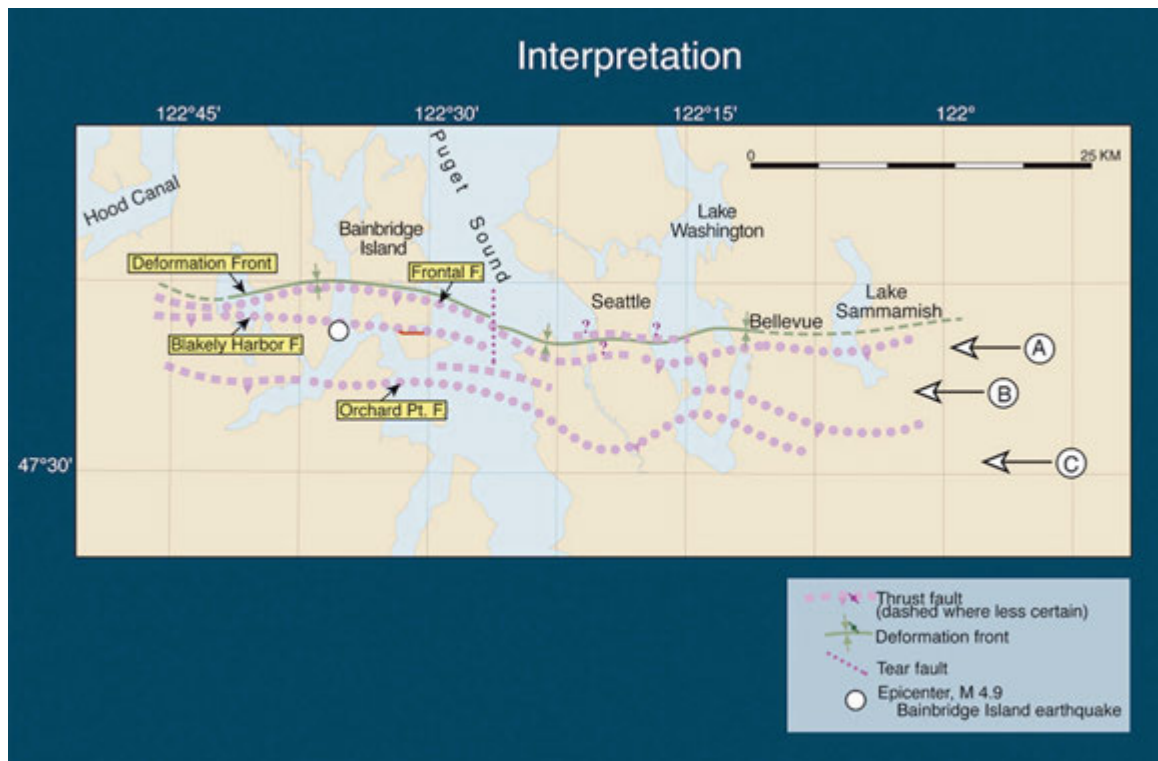 Interpretation
122°45'
122°30'
122°15'
122°
0
25 KM
Puget Sound
Hood Canal
Lake
Washington
Bainbridge
Island
Deformation Front
Frontal F.
Seattle
Lake
Sammamish
?
?
?
Bellevue
Blakely Harbor F.
A
B
Orchard Pt. F.
47°30'
C
Thrust fault
(dashed where less certain)
Deformation front
Tear fault
Epicenter, M 4.9
Bainbridge Island earthquake